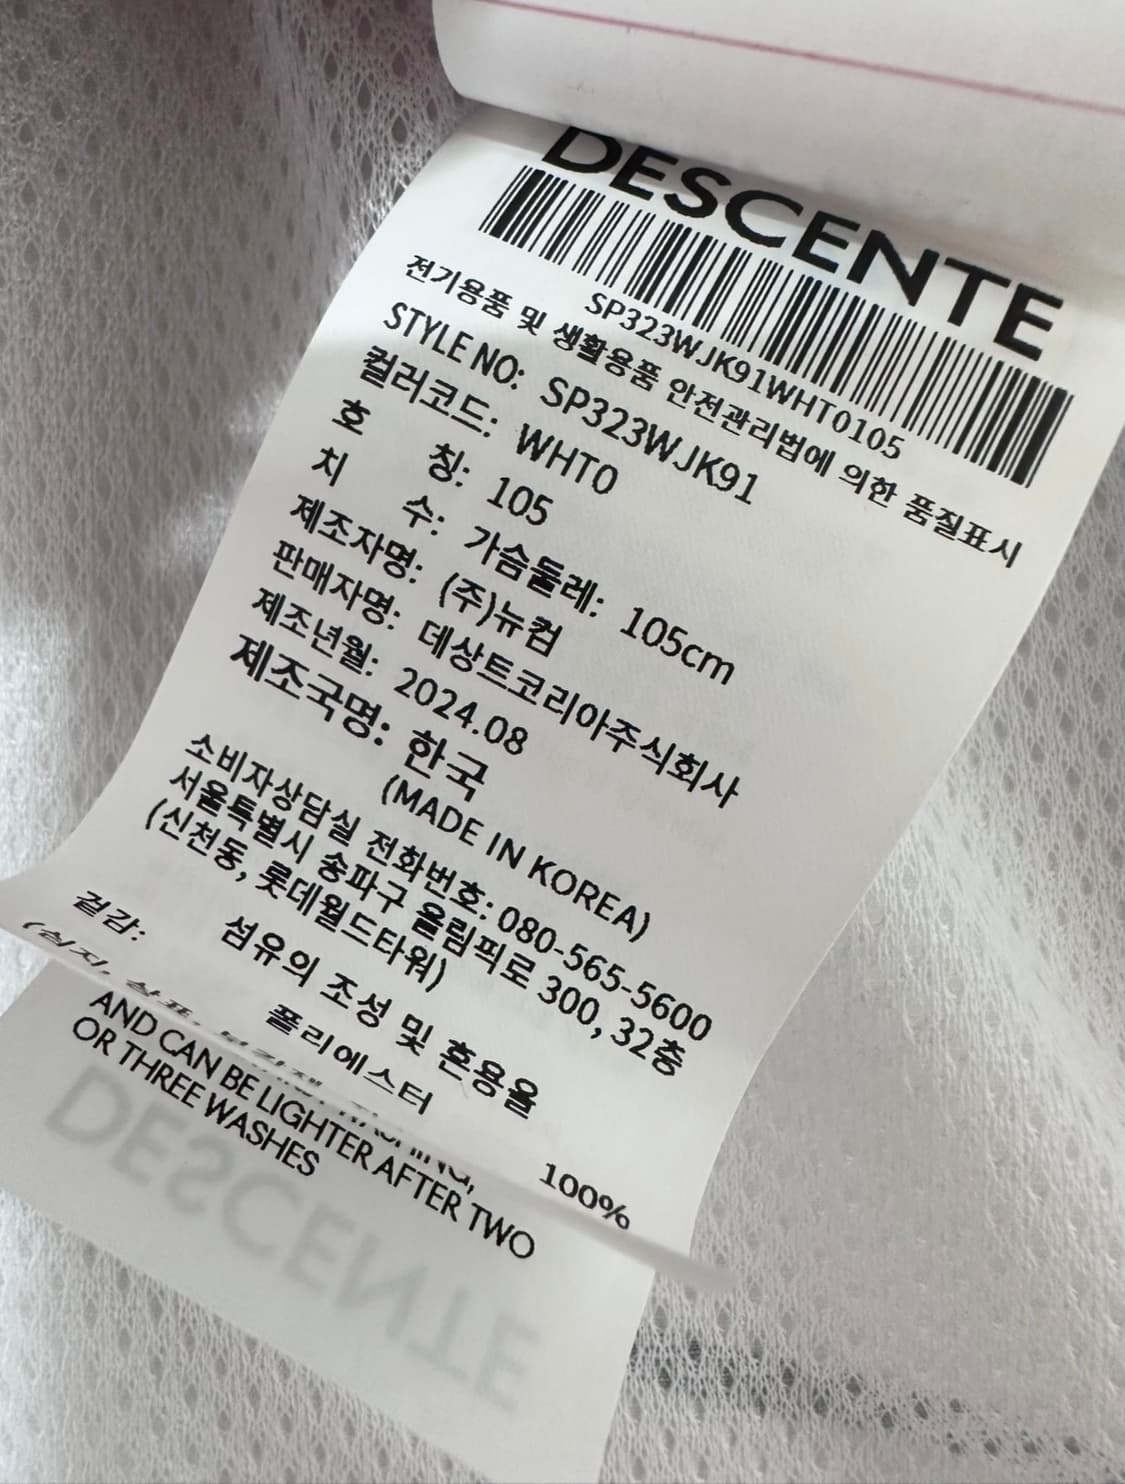 DESCENTE
SP323WJK91WHT0105
전기용품 및 생활용품 안전관리법에 의한 품질표시
STYLE NO: SP323WJK91
컬러코드: WHT0
호 칭: 105
치 수: 가슴둘레: 105cm
제조자명: (주)뉴컴
판매자명: 데상트코리아주식회사
제조년월: 2024.08
제조국명: 한국
(MADE IN KOREA)
소비자상담실 전화번호: 080-565-5600
서울특별시 송파구 올림픽로 300, 32층
(신천동, 롯데월드타워)
섬유의 조성 및 혼용율
겉감: 폴리에스터 100%
AND CAN BE LIGHTER AFTER TWO
OR THREE WASHES
DESCENTE